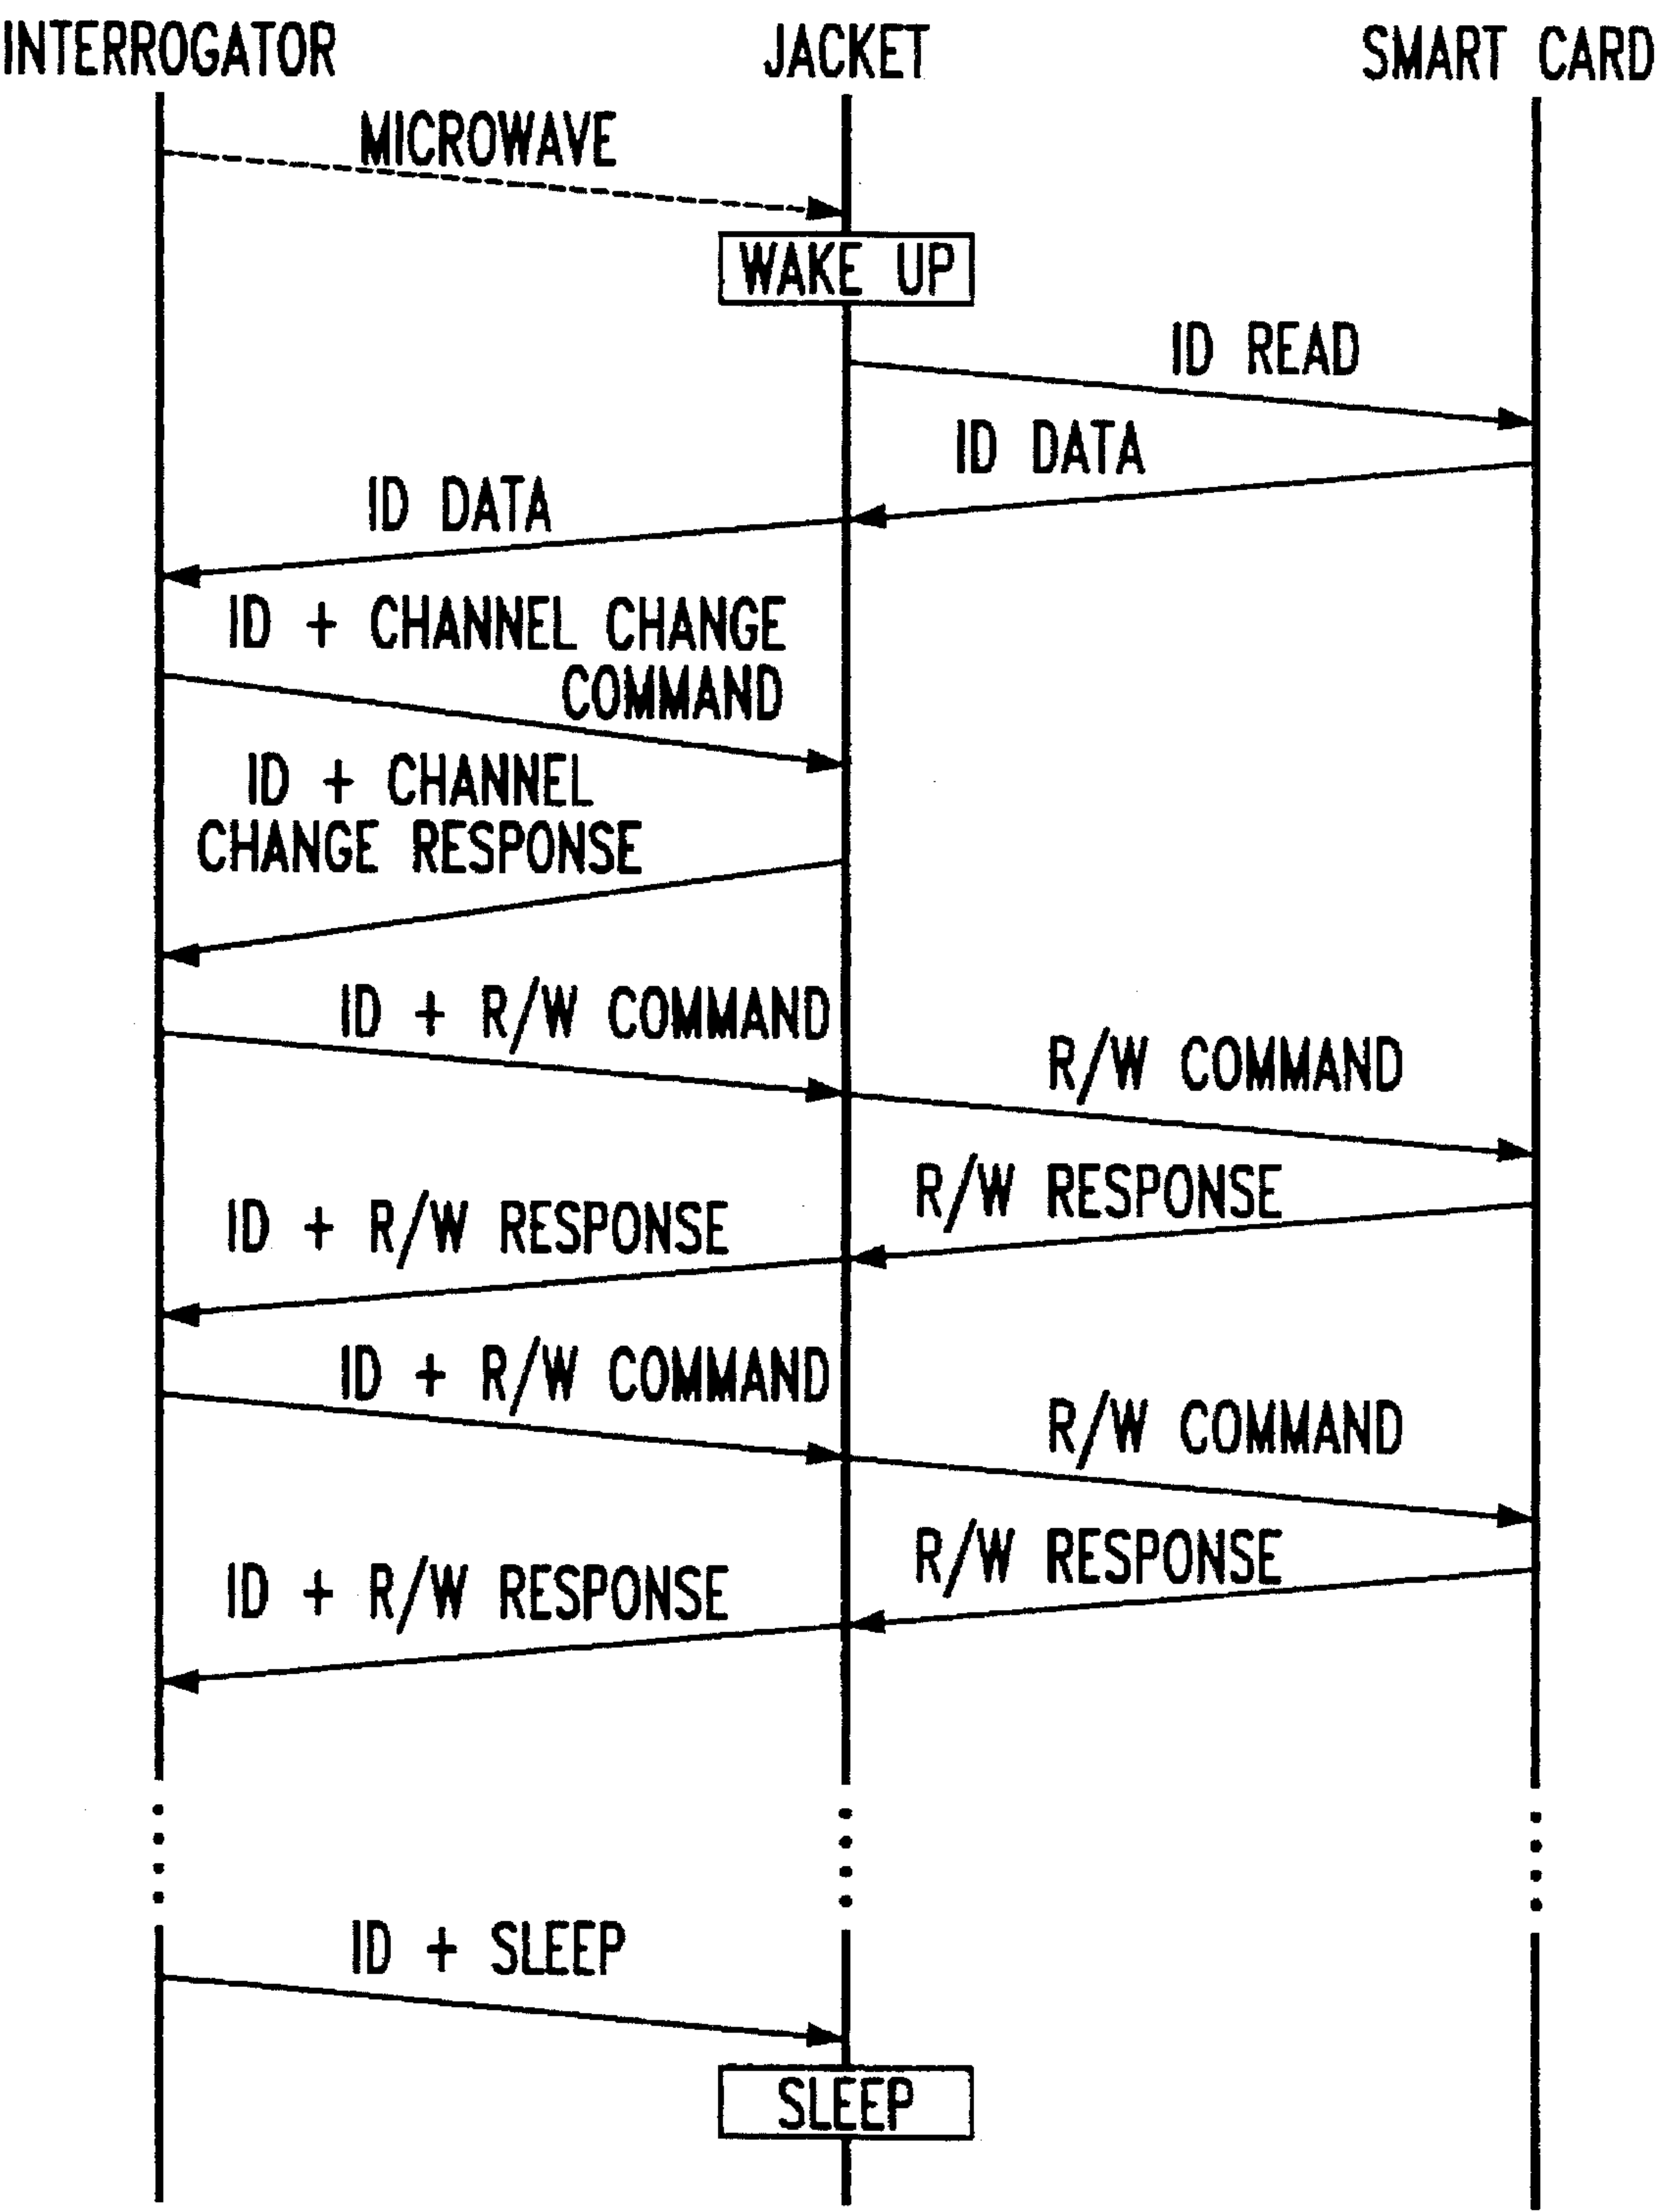 INTERROGATOR
JACKET
SMART CARD
MICROWAVE
WAKE UP
ID READ
ID DATA
ID DATA
ID + CHANNEL CHANGE
COMMAND
ID + CHANNEL
CHANGE RESPONSE
ID + R/W COMMAND
R/W COMMAND
R/W RESPONSE
ID + R/W RESPONSE
ID + R/W COMMAND
R/W COMMAND
R/W RESPONSE
ID + R/W RESPONSE
ID + SLEEP
SLEEP